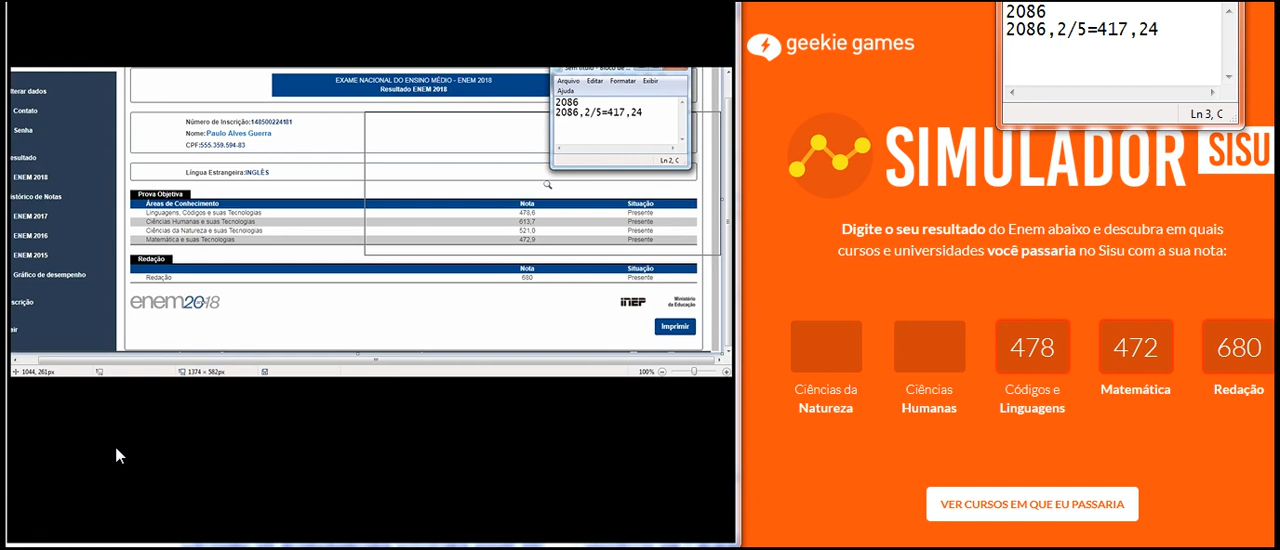 EXAME NACIONAL DO ENSINO MÉDIO - ENEM 2018
Resultado ENEM 2018
Arquivo Editar Formatar Exibir
Ajuda
2086
2086,2/5=417,24
Ln 2, C
lterar dados
Contato
Senha
esultado
ENEM 2018
istórico de Notas
ENEM 2017
ENEM 2016
ENEM 2015
Gráfico de desempenho
scrição
air
Número de Inscrição:148500224181
Nome:Paulo Alves Guerra
CPF:555.359.594-83
Língua Estrangeira:INGLÊS
Prova Objetiva
Áreas de Conhecimento Nota Situação
Linguagens, Códigos e suas Tecnologias 478,6 Presente
Ciências Humanas e suas Tecnologias 613,7 Presente
Ciências da Natureza e suas Tecnologias 521,0 Presente
Matemática e suas Tecnologias 472,9 Presente
Redação
Nota Situação
Redação 680 Presente
enem2018
INEP
Ministério
da Educação
Imprimir
1044, 261px
1374 × 582px
100%
geekie games
2086
2086,2/5=417,24
Ln 3, C
SIMULADOR SISU
Digite o seu resultado do Enem abaixo e descubra em quais
cursos e universidades você passaria no Sisu com a sua nota:
478 472 680
Ciências da
Natureza
Ciências
Humanas
Códigos e
Linguagens
Matemática
Redação
VER CURSOS EM QUE EU PASSARIA